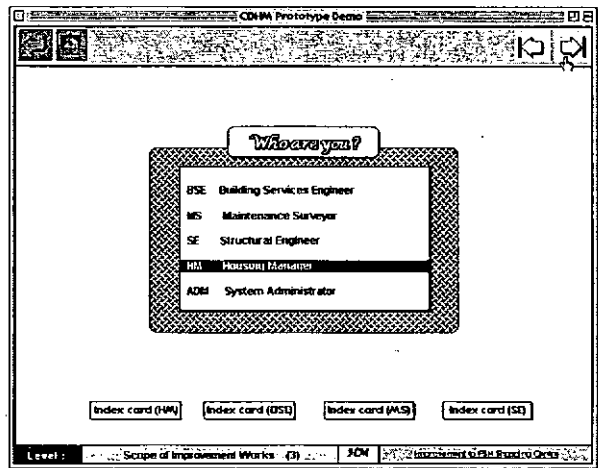 CDHM Prototype Demo
Who are you?
BSE Building Services Engineer
MS Maintenance Surveyor
SE Structural Engineer
HM Housing Manager
ADM System Administrator
Index card (HM) Index card (BSE) Index card (MS) Index card (SE)
Level : Scope of Improvement Works (3)